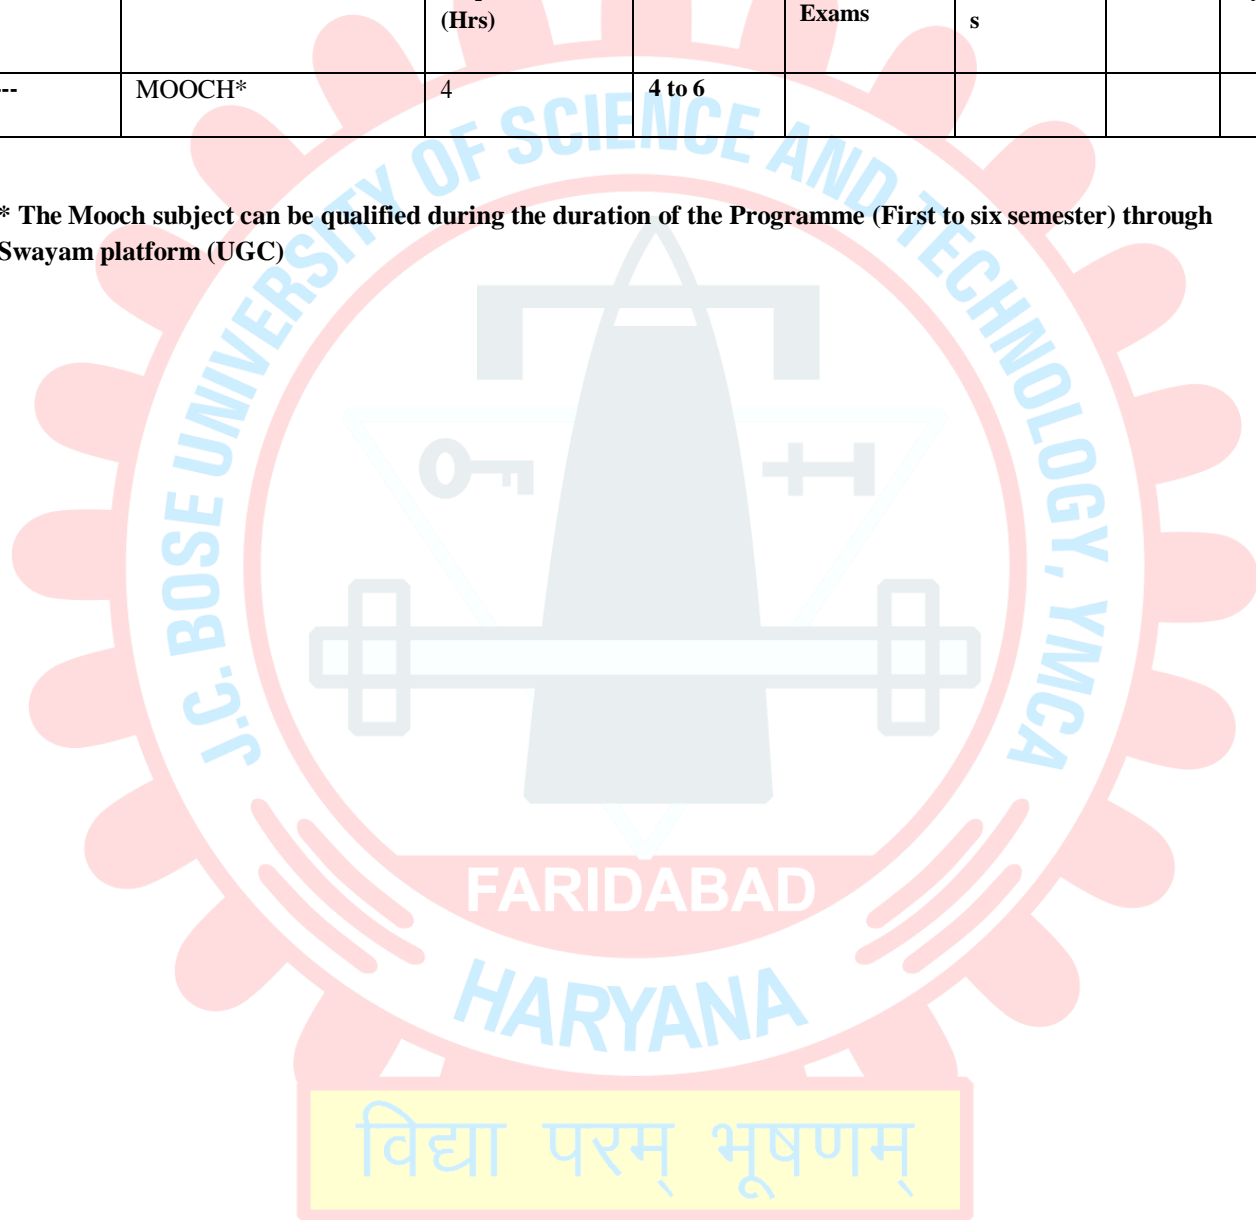 (Hrs)
Exams
s
---
MOOCH*
4
4 to 6
* The Mooch subject can be qualified during the duration of the Programme (First to six semester) through
Swayam platform (UGC)
J.C. BOSE UNIVERSITY OF SCIENCE AND TECHNOLOGY, YMCA
FARIDABAD
HARYANA
विद्या परम् भूषणम्